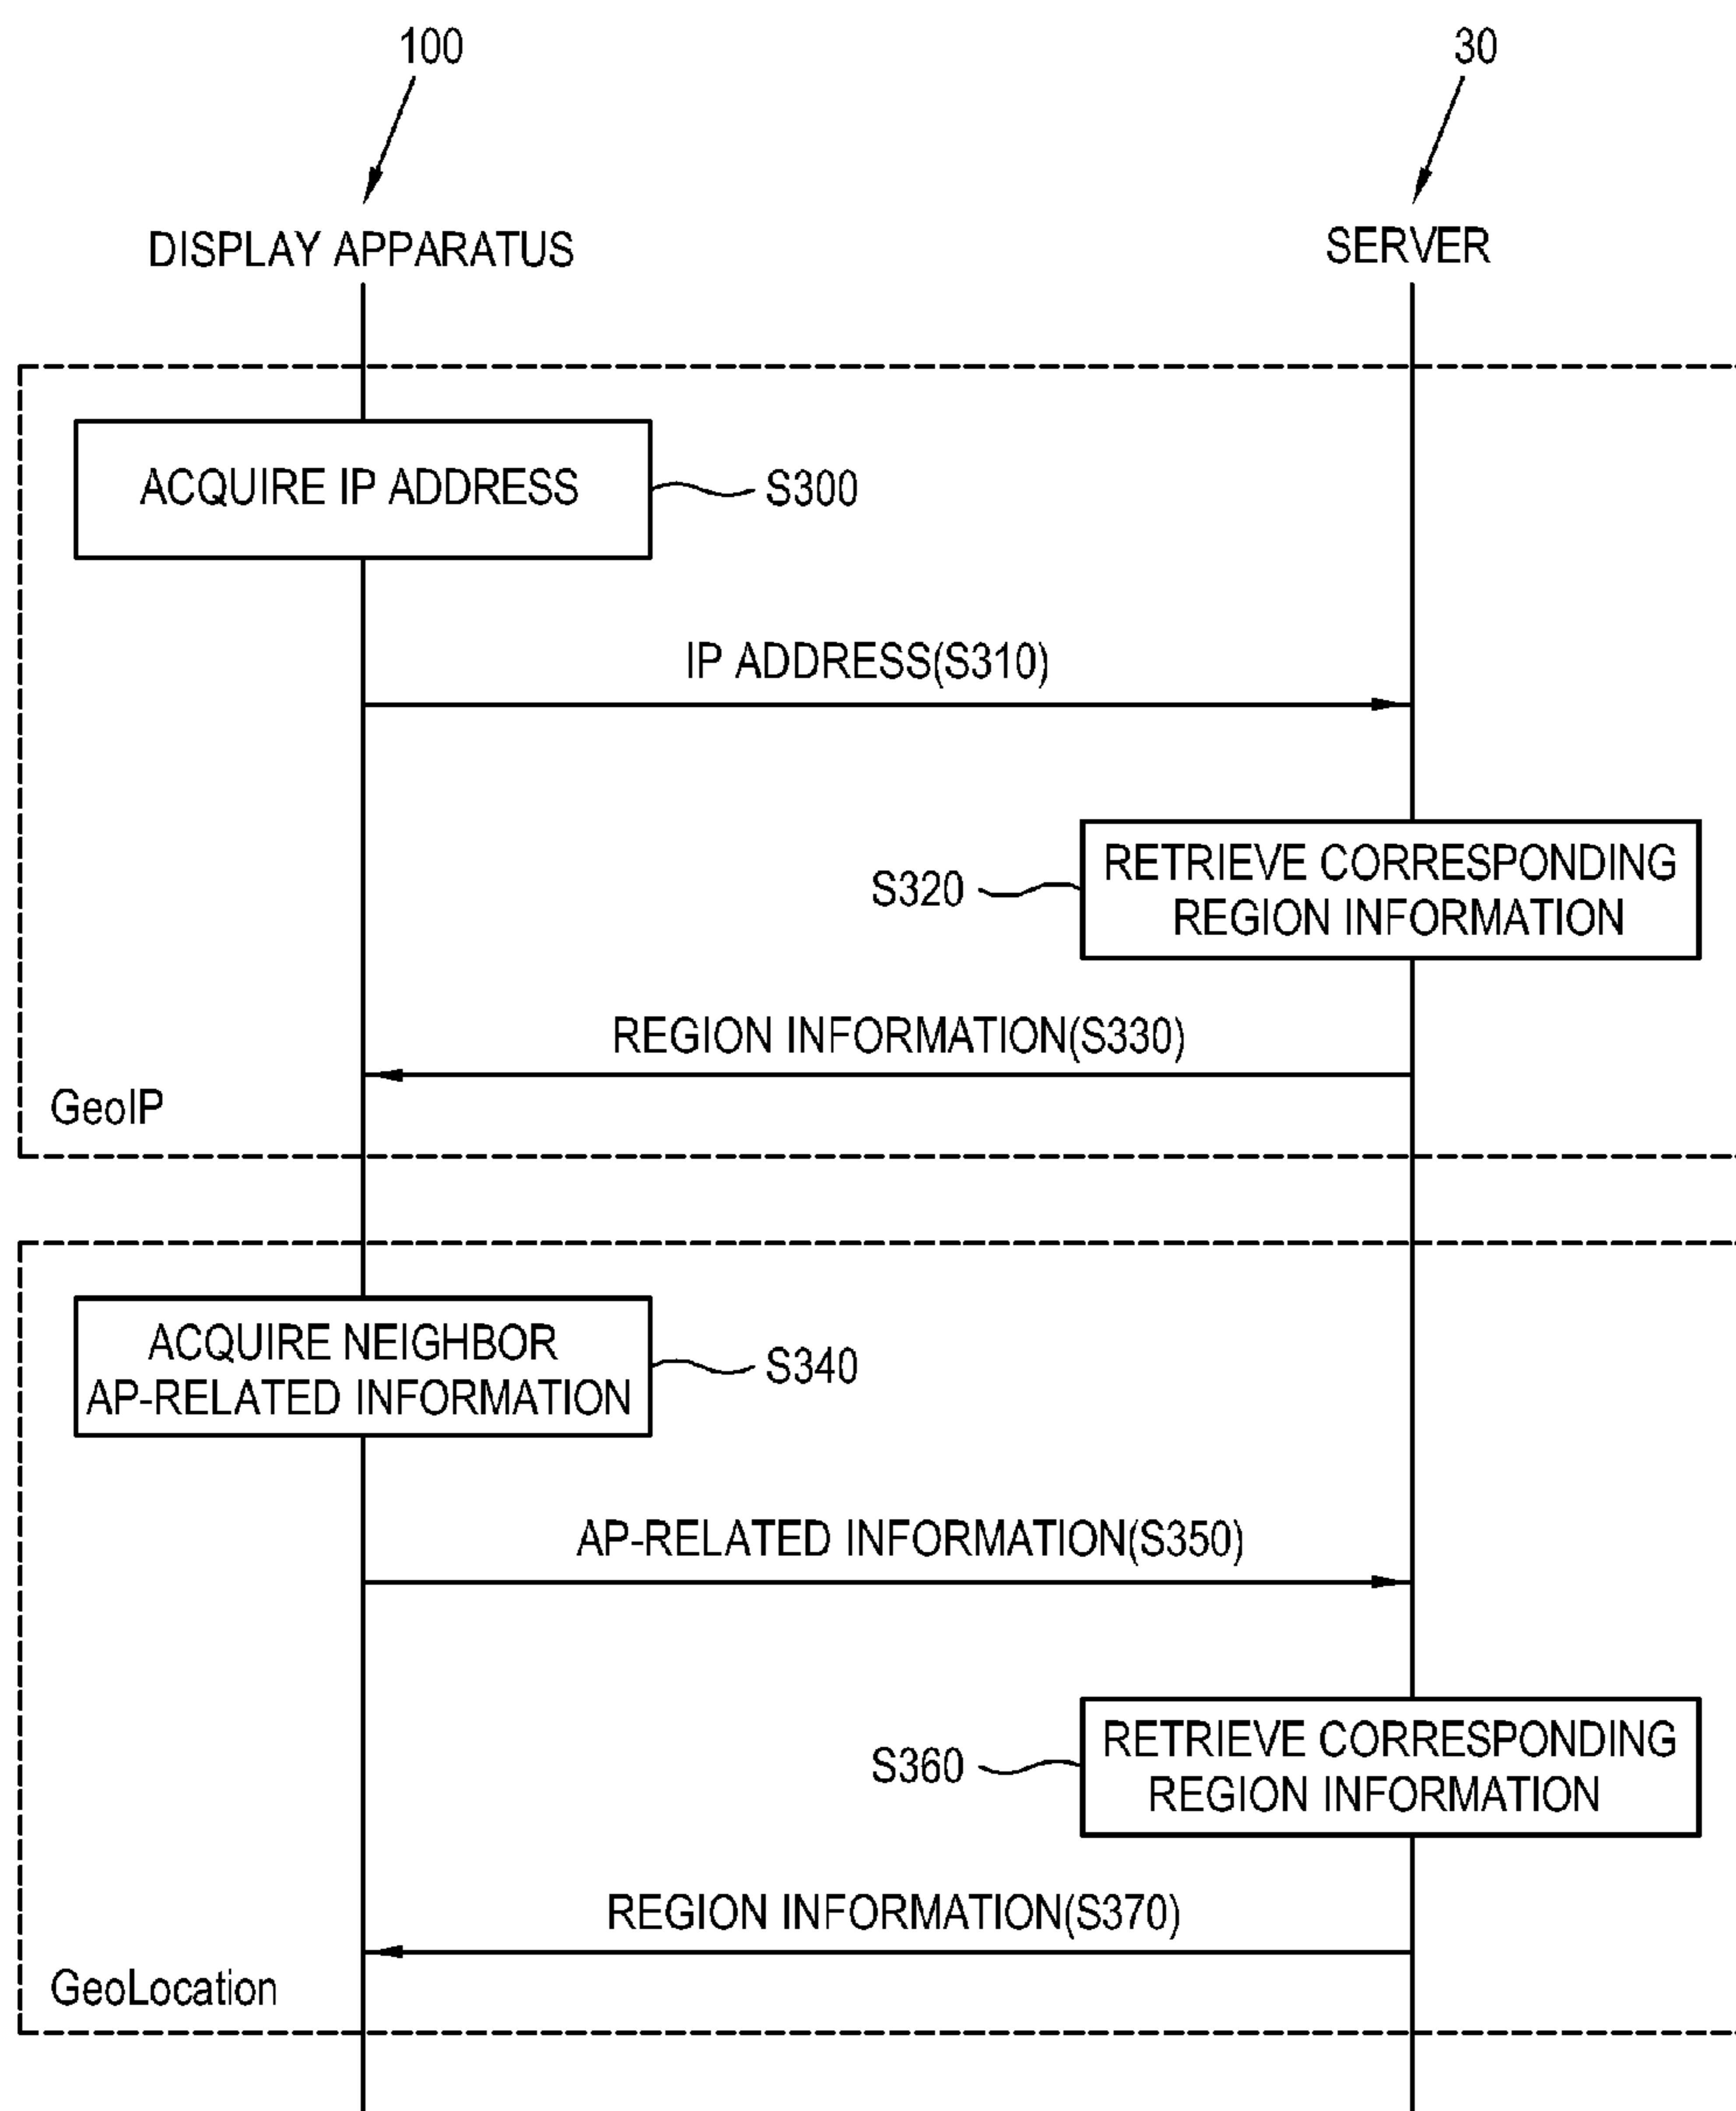 100
30
DISPLAY APPARATUS
SERVER
ACQUIRE IP ADDRESS
S300
IP ADDRESS(S310)
S320
RETRIEVE CORRESPONDING
REGION INFORMATION
REGION INFORMATION(S330)
GeoIP
ACQUIRE NEIGHBOR
AP-RELATED INFORMATION
S340
AP-RELATED INFORMATION(S350)
S360
RETRIEVE CORRESPONDING
REGION INFORMATION
REGION INFORMATION(S370)
GeoLocation